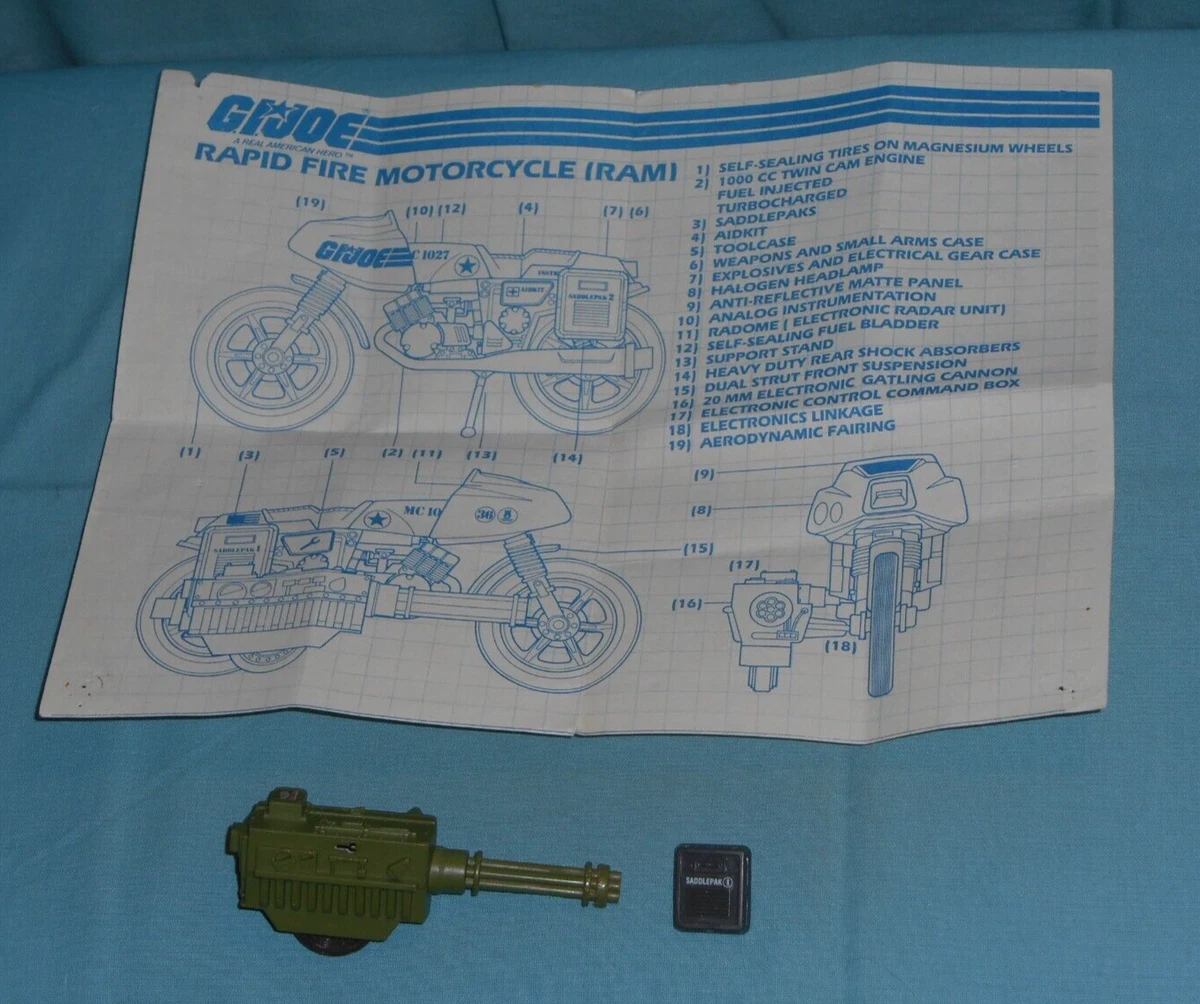 G.I. JOE
A REAL AMERICAN HERO™
RAPID FIRE MOTORCYCLE (RAM)
1) SELF-SEALING TIRES ON MAGNESIUM WHEELS
2) 1000 CC TWIN CAM ENGINE
FUEL INJECTED
TURBOCHARGED
3) SADDLEPAKS
4) AIDKIT
5) TOOLCASE
6) WEAPONS AND SMALL ARMS CASE
7) EXPLOSIVES AND ELECTRICAL GEAR CASE
8) HALOGEN HEADLAMP
9) ANTI-REFLECTIVE MATTE PANEL
10) ANALOG INSTRUMENTATION
11) RADOME ( ELECTRONIC RADAR UNIT)
12) SELF-SEALING FUEL BLADDER
13) SUPPORT STAND
14) HEAVY DUTY REAR SHOCK ABSORBERS
15) DUAL STRUT FRONT SUSPENSION
16) 20 MM ELECTRONIC GATLING CANNON
17) ELECTRONIC CONTROL COMMAND BOX
18) ELECTRONICS LINKAGE
19) AERODYNAMIC FAIRING
(19) (10) (12) (4) (7) (6)
G.I. JOE C 1027
AIDKIT
SADDLEPAK 2
(1) (3) (5) (2) (11) (13) (14)
MC 10 36
SADDLEPAK 1
(9)
(8)
(15)
(17)
(16)
(18)
SADDLEPAK 1